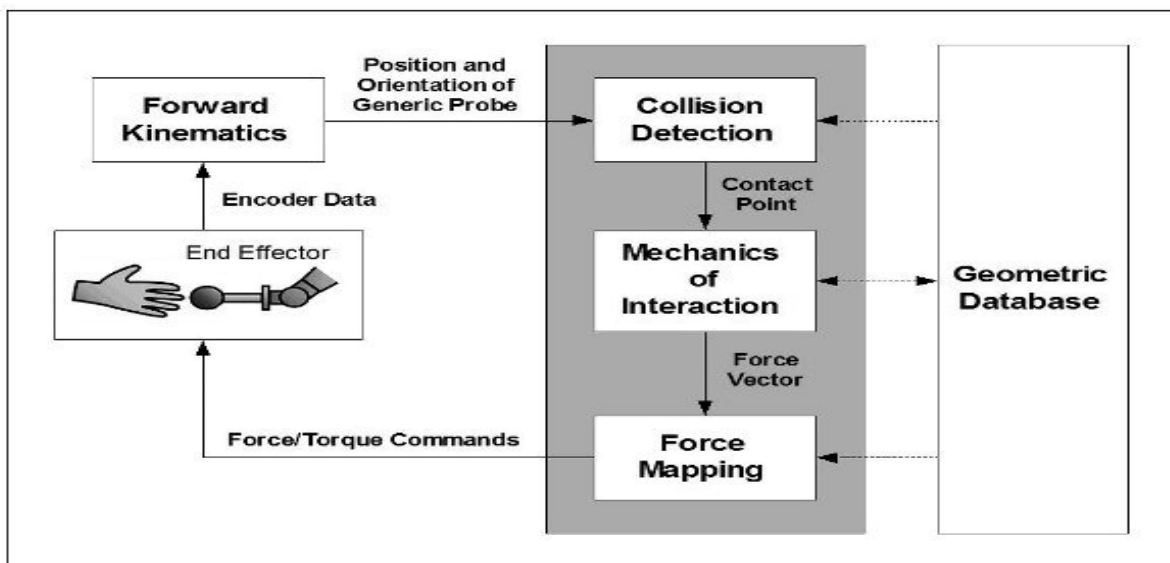 Position and
Orientation of
Generic Probe
Forward
Kinematics
Collision
Detection
Encoder Data
Contact
Point
End Effector
Mechanics
of
Interaction
Geometric
Database
Force
Vector
Force/Torque Commands
Force
Mapping